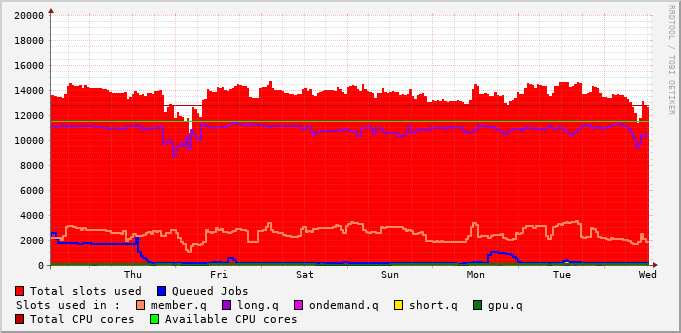 20000
18000
16000
14000
12000
10000
8000
6000
4000
2000
0
Thu Fri Sat Sun Mon Tue Wed
Total slots used Queued Jobs
Slots used in : member.q long.q ondemand.q short.q gpu.q
Total CPU cores Available CPU cores
RRDTOOL / TOBI OETIKER